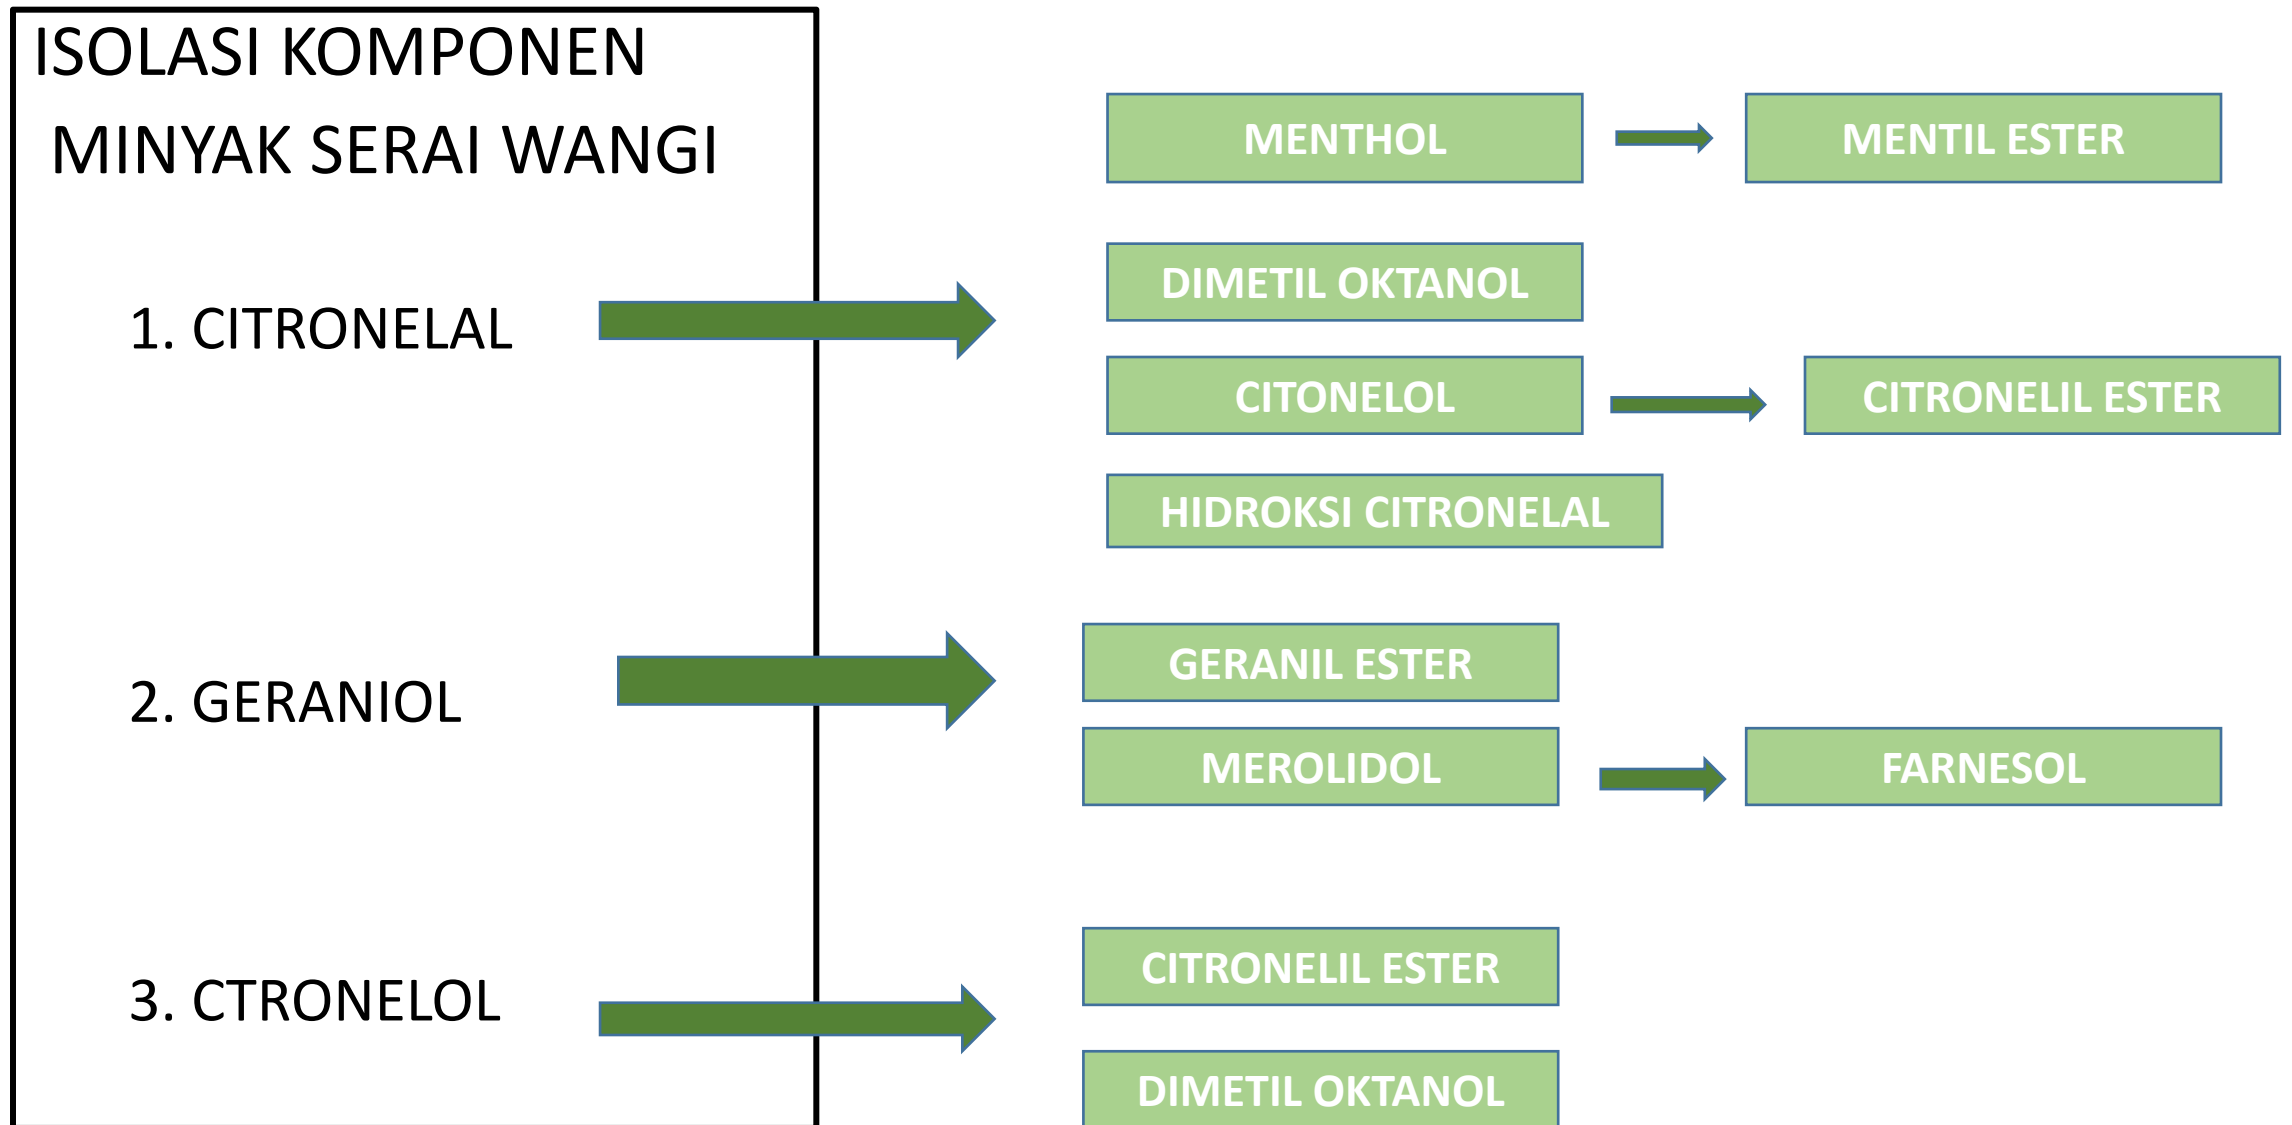 ISOLASI KOMPONEN
MINYAK SERAI WANGI
1. CITRONELAL
MENTHOL
MENTIL ESTER
DIMETIL OKTANOL
CITONELOL
CITRONELIL ESTER
HIDROKSI CITRONELAL
2. GERANIOL
GERANIL ESTER
MEROLIDOL
FARNESOL
3. CTRONELOL
CITRONELIL ESTER
DIMETIL OKTANOL